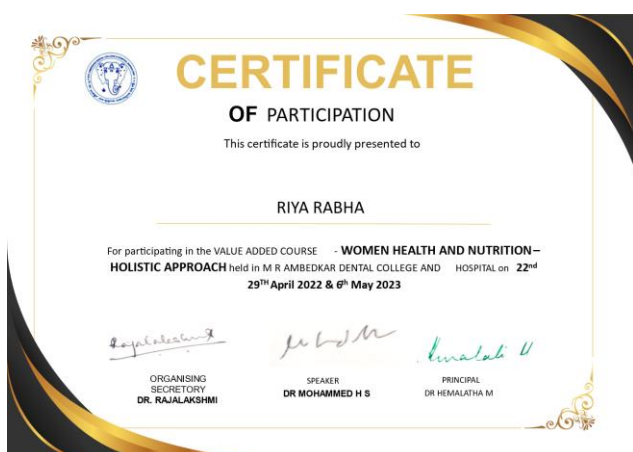 CERTIFICATE
OF PARTICIPATION
This certificate is proudly presented to
RIYA RABHA
For participating in the VALUE ADDED COURSE - WOMEN HEALTH AND NUTRITION–
HOLISTIC APPROACH held in M R AMBEDKAR DENTAL COLLEGE AND HOSPITAL on 22nd
29TH April 2022 & 6th May 2023
Rajalakshmi
Hemalatha M
ORGANISING
SECRETORY
DR. RAJALAKSHMI
SPEAKER
DR MOHAMMED H S
PRINCIPAL
DR HEMALATHA M